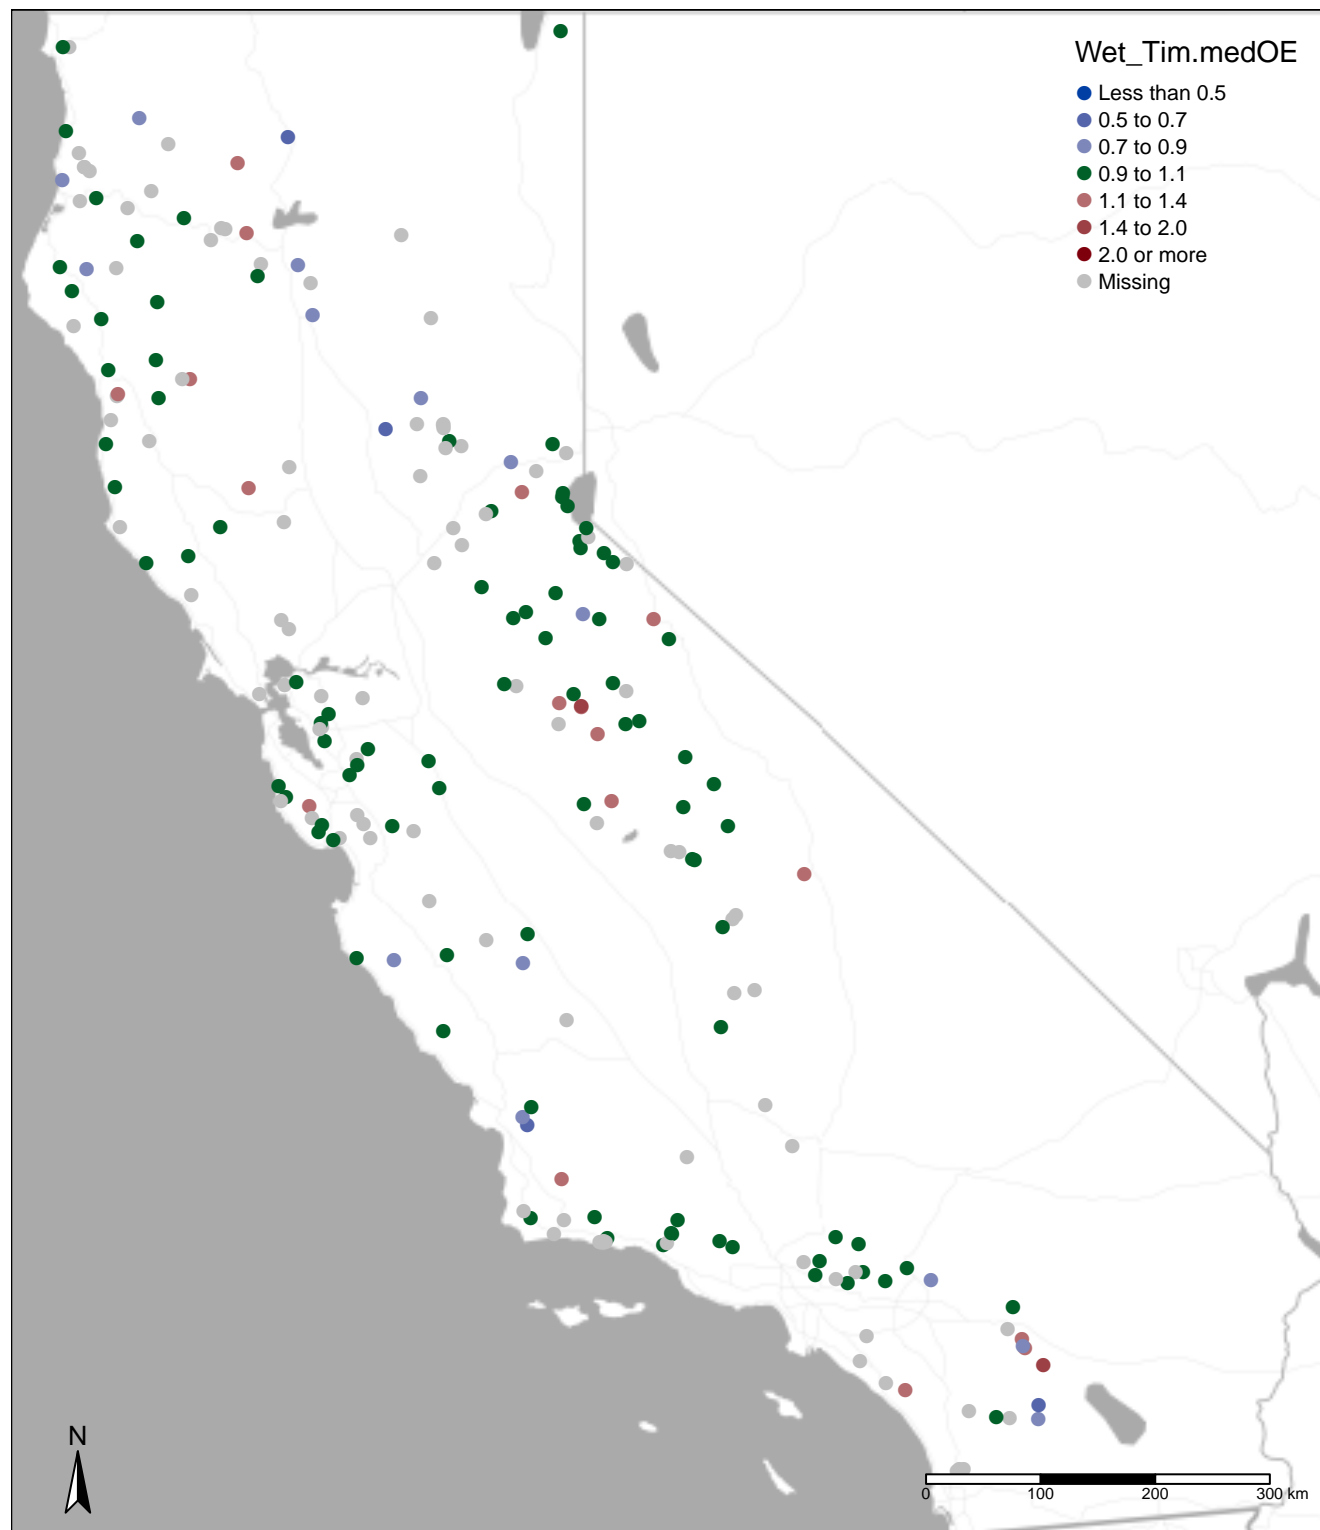 Wet_Tim.medOE
Less than 0.5
0.5 to 0.7
0.7 to 0.9
0.9 to 1.1
1.1 to 1.4
1.4 to 2.0
2.0 or more
Missing
N
0 100 200 300 km